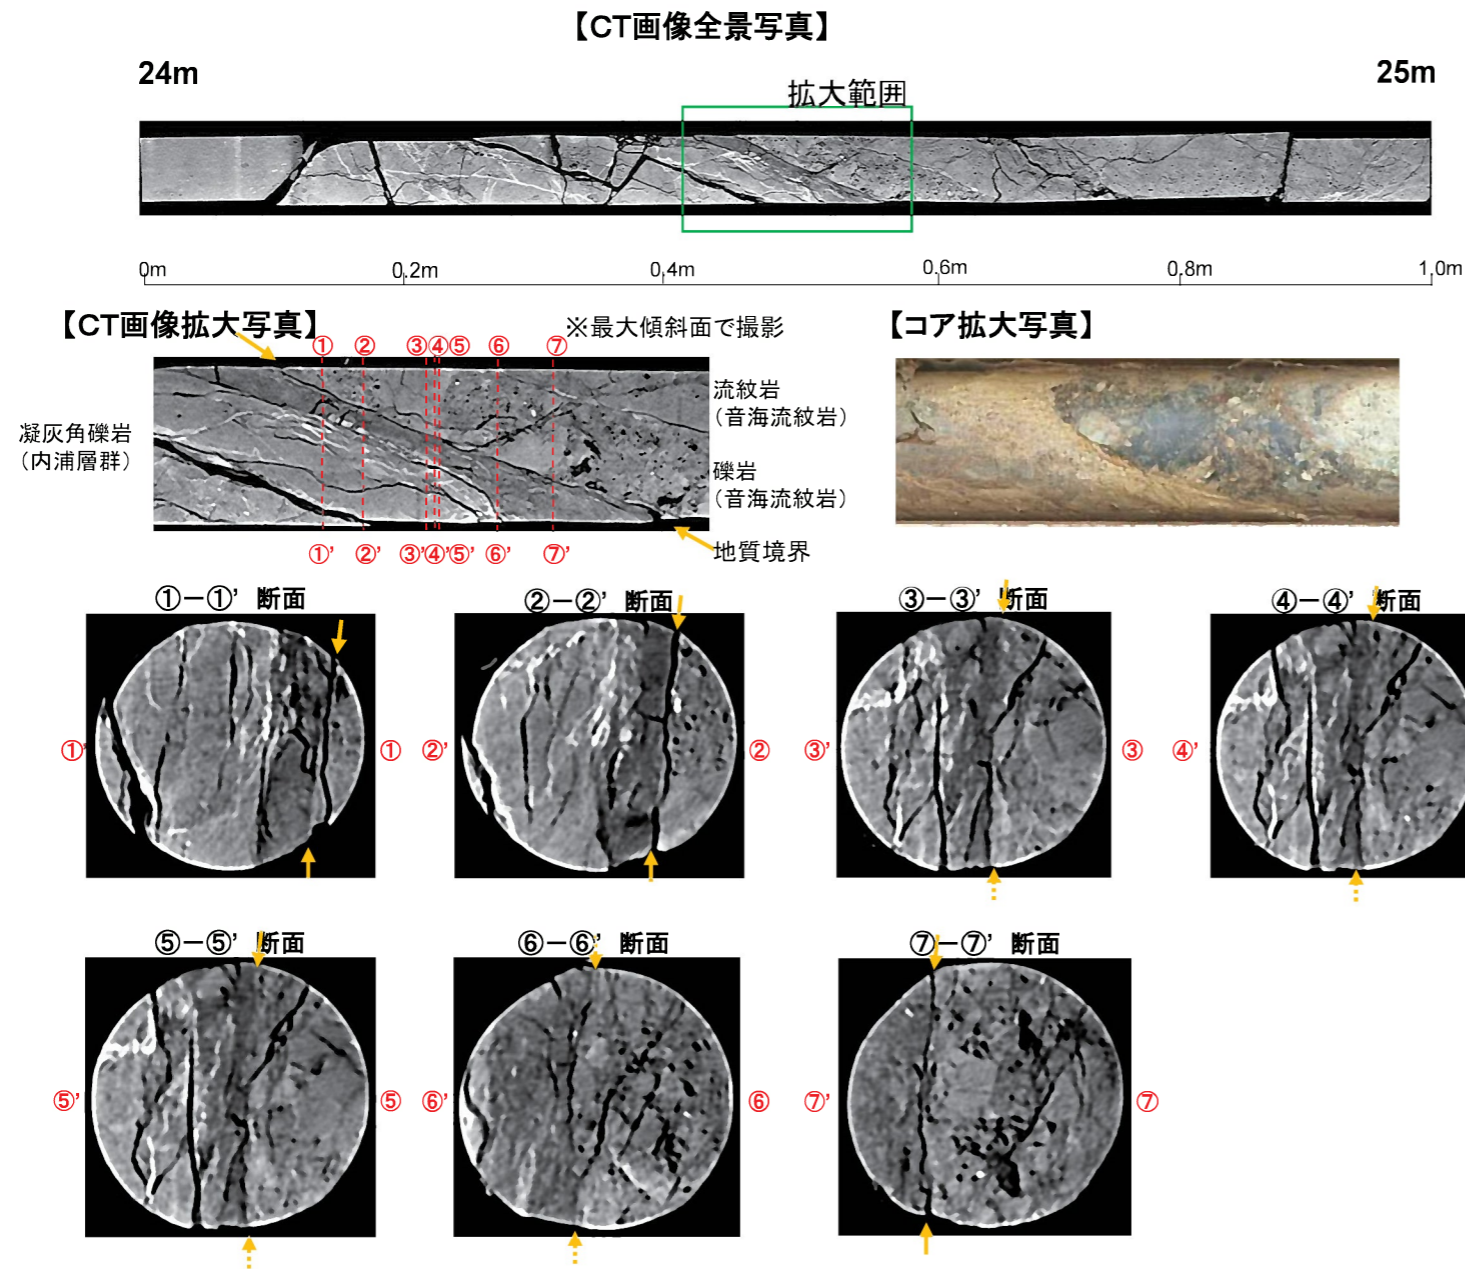 【CT画像全景写真】
24m
25m
拡大範囲
0m
0.2m
0.4m
0.6m
0.8m
1.0m
【CT画像拡大写真】
※最大傾斜面で撮影
【コア拡大写真】
① ② ③ ④ ⑤ ⑥ ⑦
流紋岩
（音海流紋岩）
凝灰角礫岩
（内浦層群）
礫岩
（音海流紋岩）
地質境界
①’ ②’ ③’ ④’ ⑤’ ⑥’ ⑦’
①－①’ 断面
②－②’ 断面
③－③’ 断面
④－④’ 断面
①’
①
②’
②
③’
③
④’
⑤－⑤’ 断面
⑥－⑥’ 断面
⑦－⑦’ 断面
⑤’
⑤
⑥’
⑥
⑦’
⑦